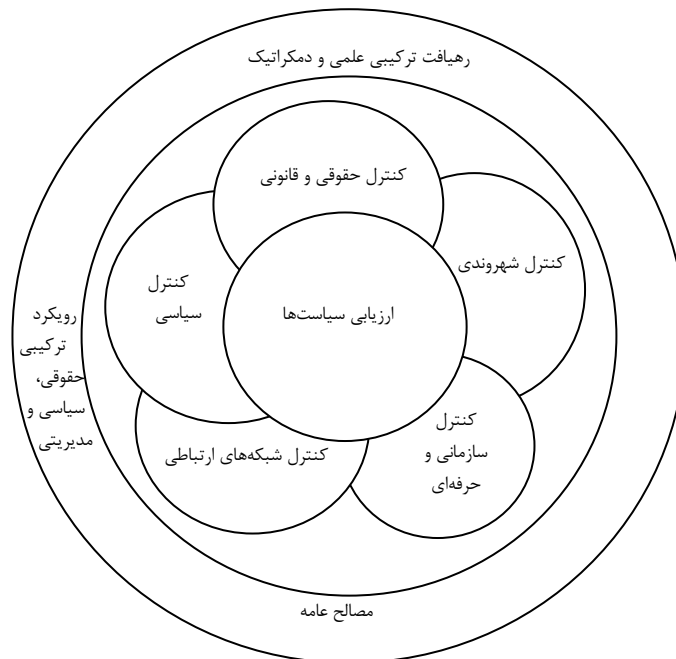 رهیافت ترکیبی علمی و دمکراتیک
کنترل حقوقی و قانونی
کنترل شهروندی
کنترل
سیاسی
ارزیابی سیاست‌ها
رویکرد
ترکیبی
حقوقی،
سیاسی و
مدیریتی
کنترل
سازمانی و
حرفه‌ای
کنترل شبکه‌های ارتباطی
مصالح عامه